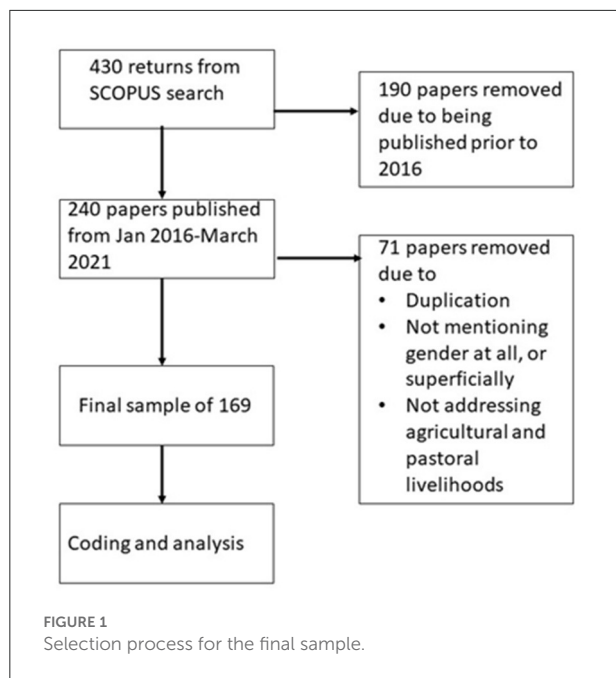 430 returns from
SCOPUS search
190 papers removed
due to being
published prior to
2016
240 papers published
from Jan 2016-March
2021
71 papers removed
due to
• Duplication
• Not mentioning
gender at all, or
superficially
• Not addressing
agricultural and
pastoral
livelihoods
Final sample of 169
Coding and analysis
FIGURE 1
Selection process for the final sample.